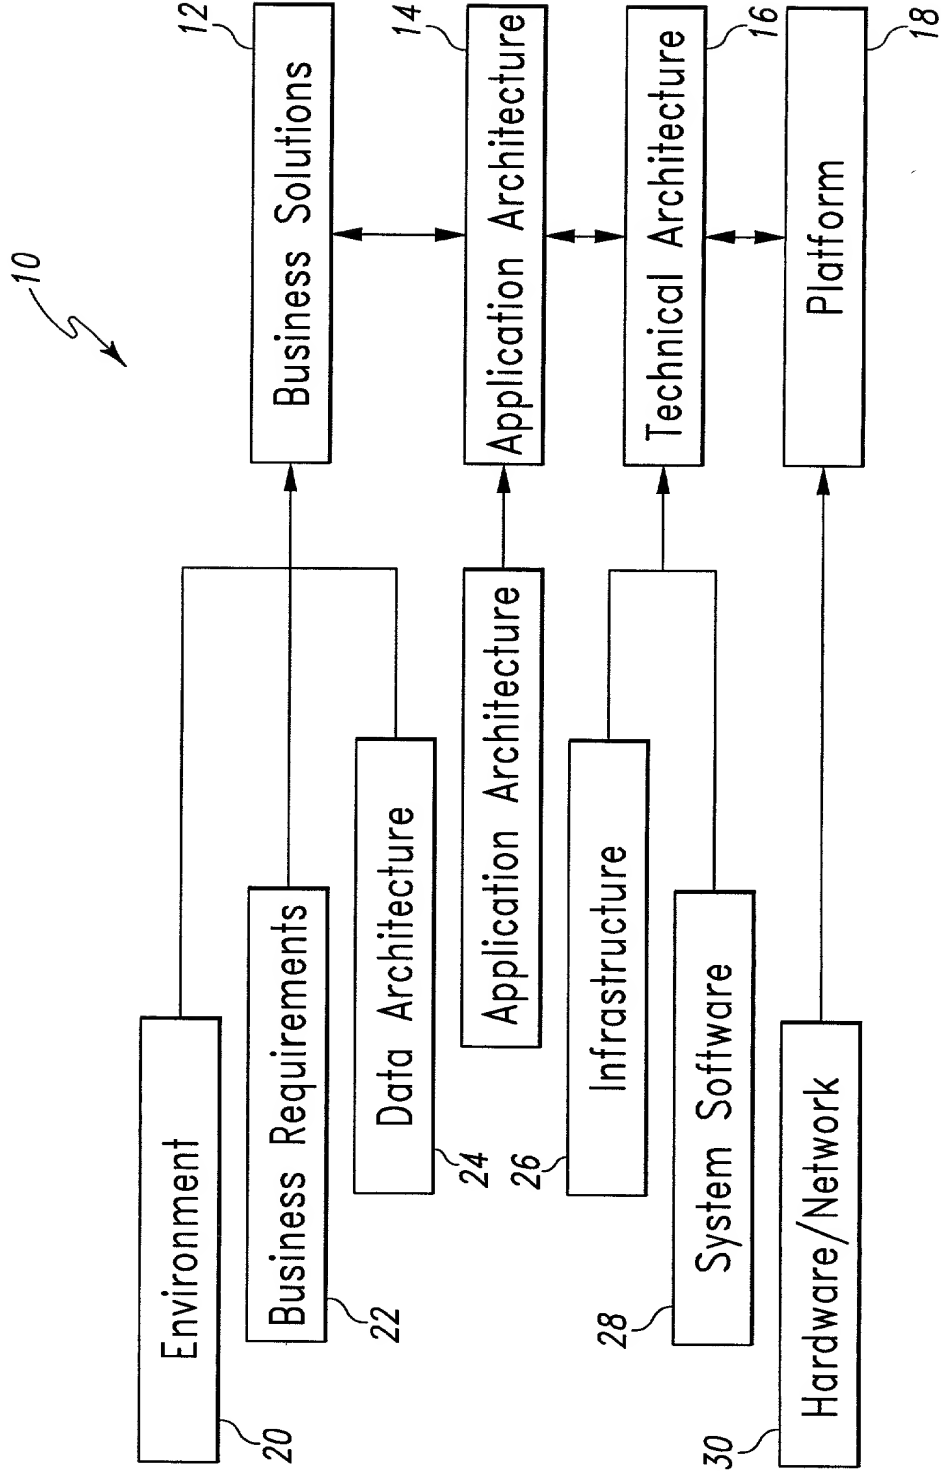 10
Environment
20
Business Requirements
22
Data Architecture
24
Application Architecture
Infrastructure
26
System Software
28
Hardware/Network
30
Business Solutions
12
Application Architecture
14
Technical Architecture
16
Platform
18